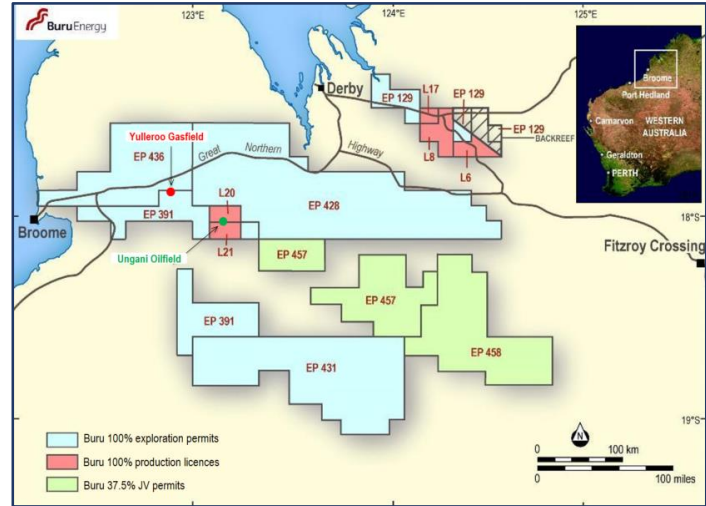 BuruEnergy
123°E
124°E
125°E
Broome
Port Hedland
Carnarvon
WESTERN
AUSTRALIA
Geraldton
PERTH
Derby
EP 129
L17
EP 129
EP 129
BACKREEF
L8
L6
Yulleroo Gasfield
EP 436
Great
Northern
Highway
L20
EP 428
EP 391
L21
Broome
Ungani Oilfield
18°S
Fitzroy Crossing
EP 457
EP 457
EP 391
EP 458
EP 431
19°S
Buru 100% exploration permits
Buru 100% production licences
Buru 37.5% JV permits
N
0 100 km
0 100 miles